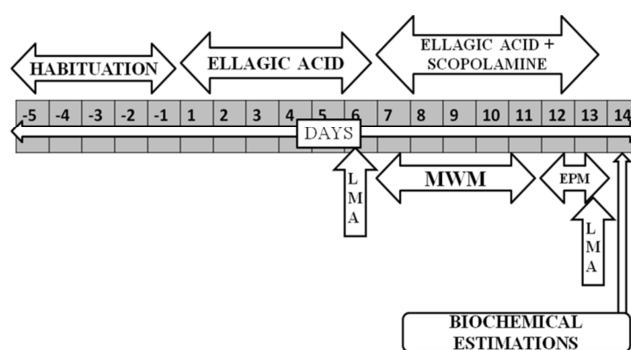 HABITUATION
ELLAGIC ACID
ELLAGIC ACID +
SCOPOLAMINE
-5 -4 -3 -2 -1 1 2 3 4 5 6 7 8 9 10 11 12 13 14
DAYS
L
M
A
MWM
EPM
L
M
A
BIOCHEMICAL
ESTIMATIONS